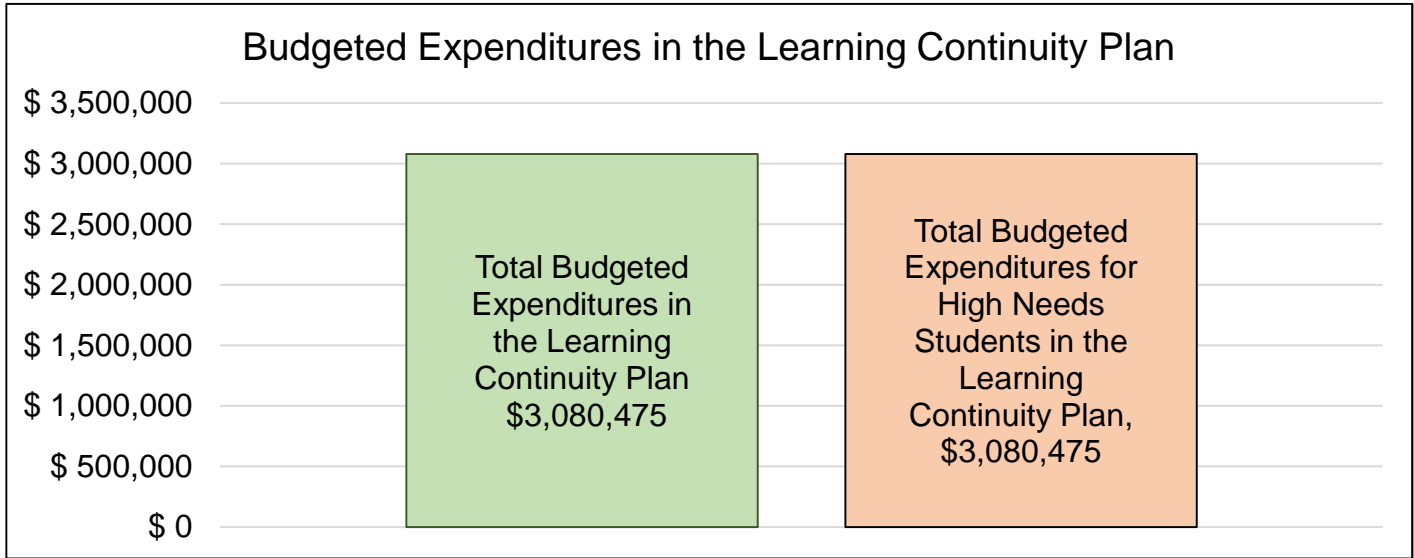 Budgeted Expenditures in the Learning Continuity Plan
$ 3,500,000
$ 3,000,000
$ 2,500,000
$ 2,000,000
$ 1,500,000
$ 1,000,000
$ 500,000
$ 0
Total Budgeted
Expenditures in
the Learning
Continuity Plan
$3,080,475
Total Budgeted
Expenditures for
High Needs
Students in the
Learning
Continuity Plan,
$3,080,475